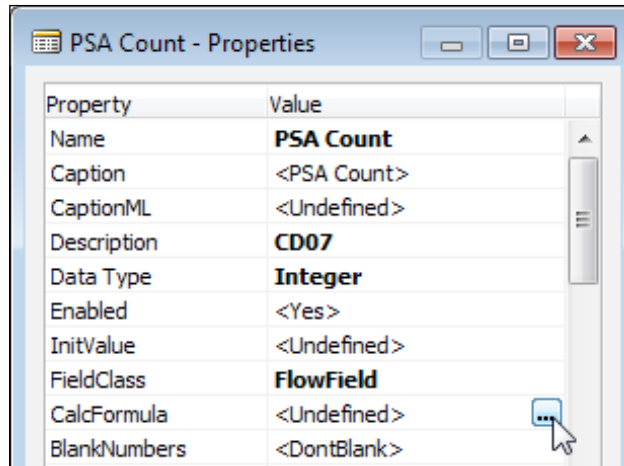 PSA Count - Properties
Property Value
Name PSA Count
Caption <PSA Count>
CaptionML <Undefined>
Description CD07
Data Type Integer
Enabled <Yes>
InitValue <Undefined>
FieldClass FlowField
CalcFormula <Undefined> ...
BlankNumbers <DontBlank>